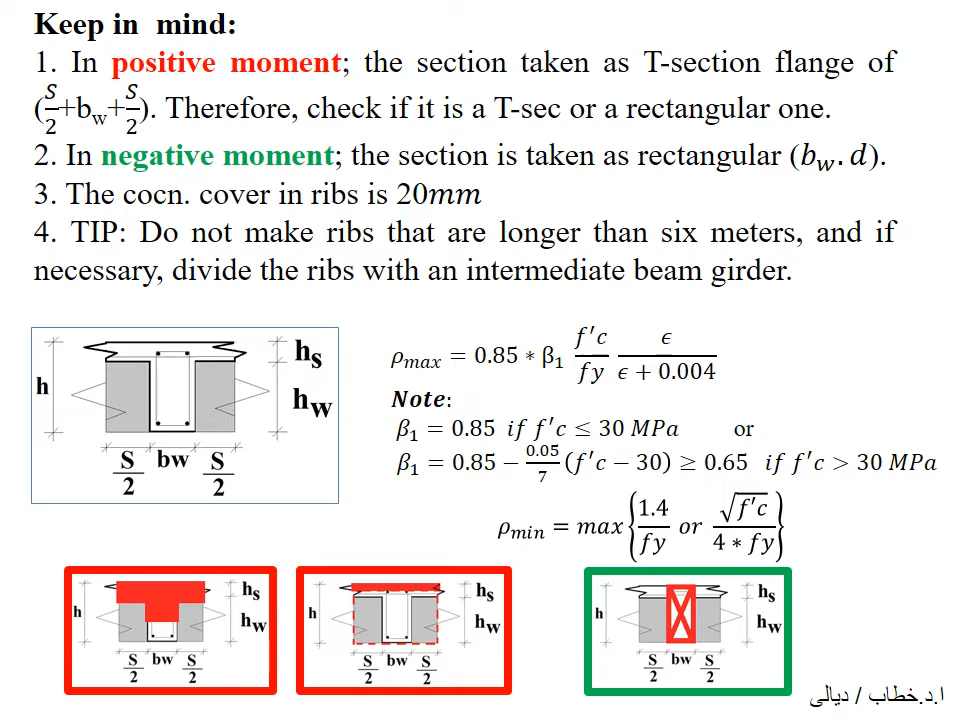 Keep in mind:
1. In positive moment; the section taken as T-section flange of
(S/2+bw+S/2). Therefore, check if it is a T-sec or a rectangular one.
2. In negative moment; the section is taken as rectangular (bw.d).
3. The cocn. cover in ribs is 20mm
4. TIP: Do not make ribs that are longer than six meters, and if
necessary, divide the ribs with an intermediate beam girder.
h
hs
hw
S/2 bw S/2
ρmax = 0.85 * β1 f′c/fy ϵ/(ϵ + 0.004)
Note:
β1 = 0.85 if f′c ≤ 30 MPa or
β1 = 0.85 − 0.05/7 (f′c − 30) ≥ 0.65 if f′c > 30 MPa
ρmin = max {1.4/fy or √f′c/(4 * fy)}
h
hs
hw
S/2 bw S/2
h
hs
hw
S/2 bw S/2
h
hs
hw
S/2 bw S/2
ا.د.خطاب / ديالى